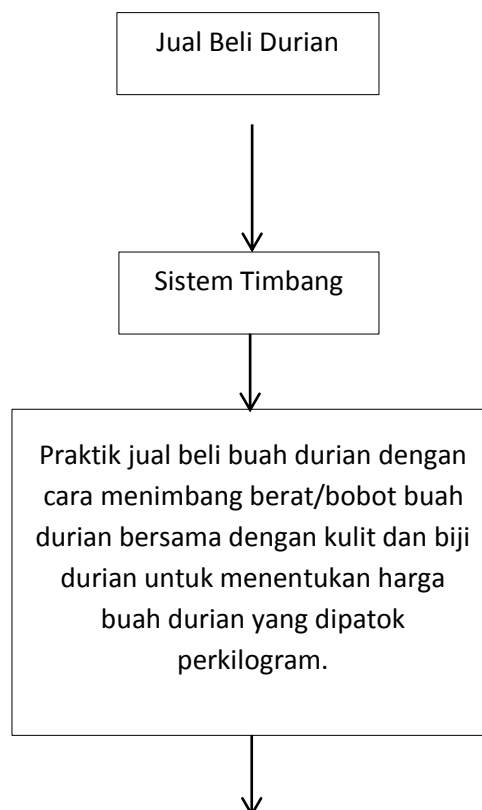 Jual Beli Durian
Sistem Timbang
Praktik jual beli buah durian dengan
cara menimbang berat/bobot buah
durian bersama dengan kulit dan biji
durian untuk menentukan harga
buah durian yang dipatok
perkilogram.